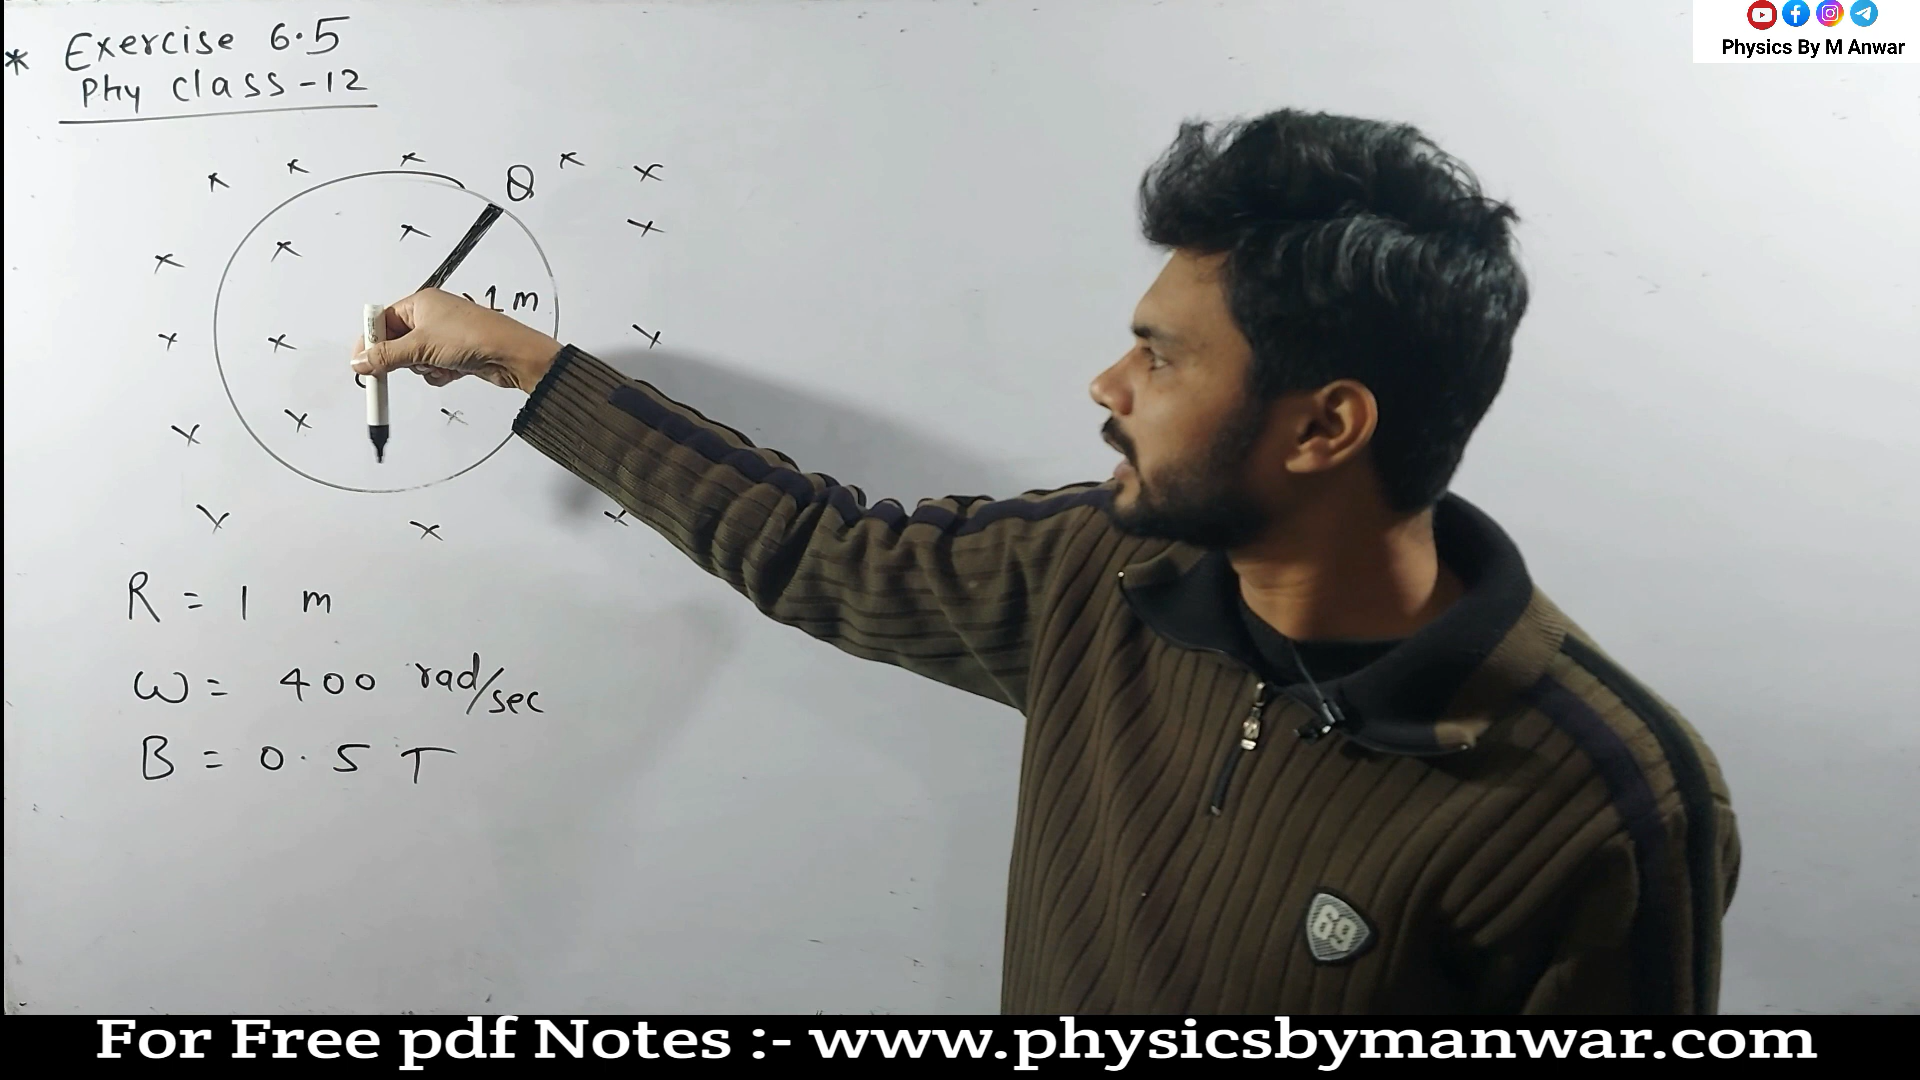 * Exercise 6.5
Phy class-12
Physics By M Anwar
Q
1 m
R = 1 m
ω = 400 rad/sec
B = 0.5 T
69
For Free pdf Notes :- www.physicsbymanwar.com